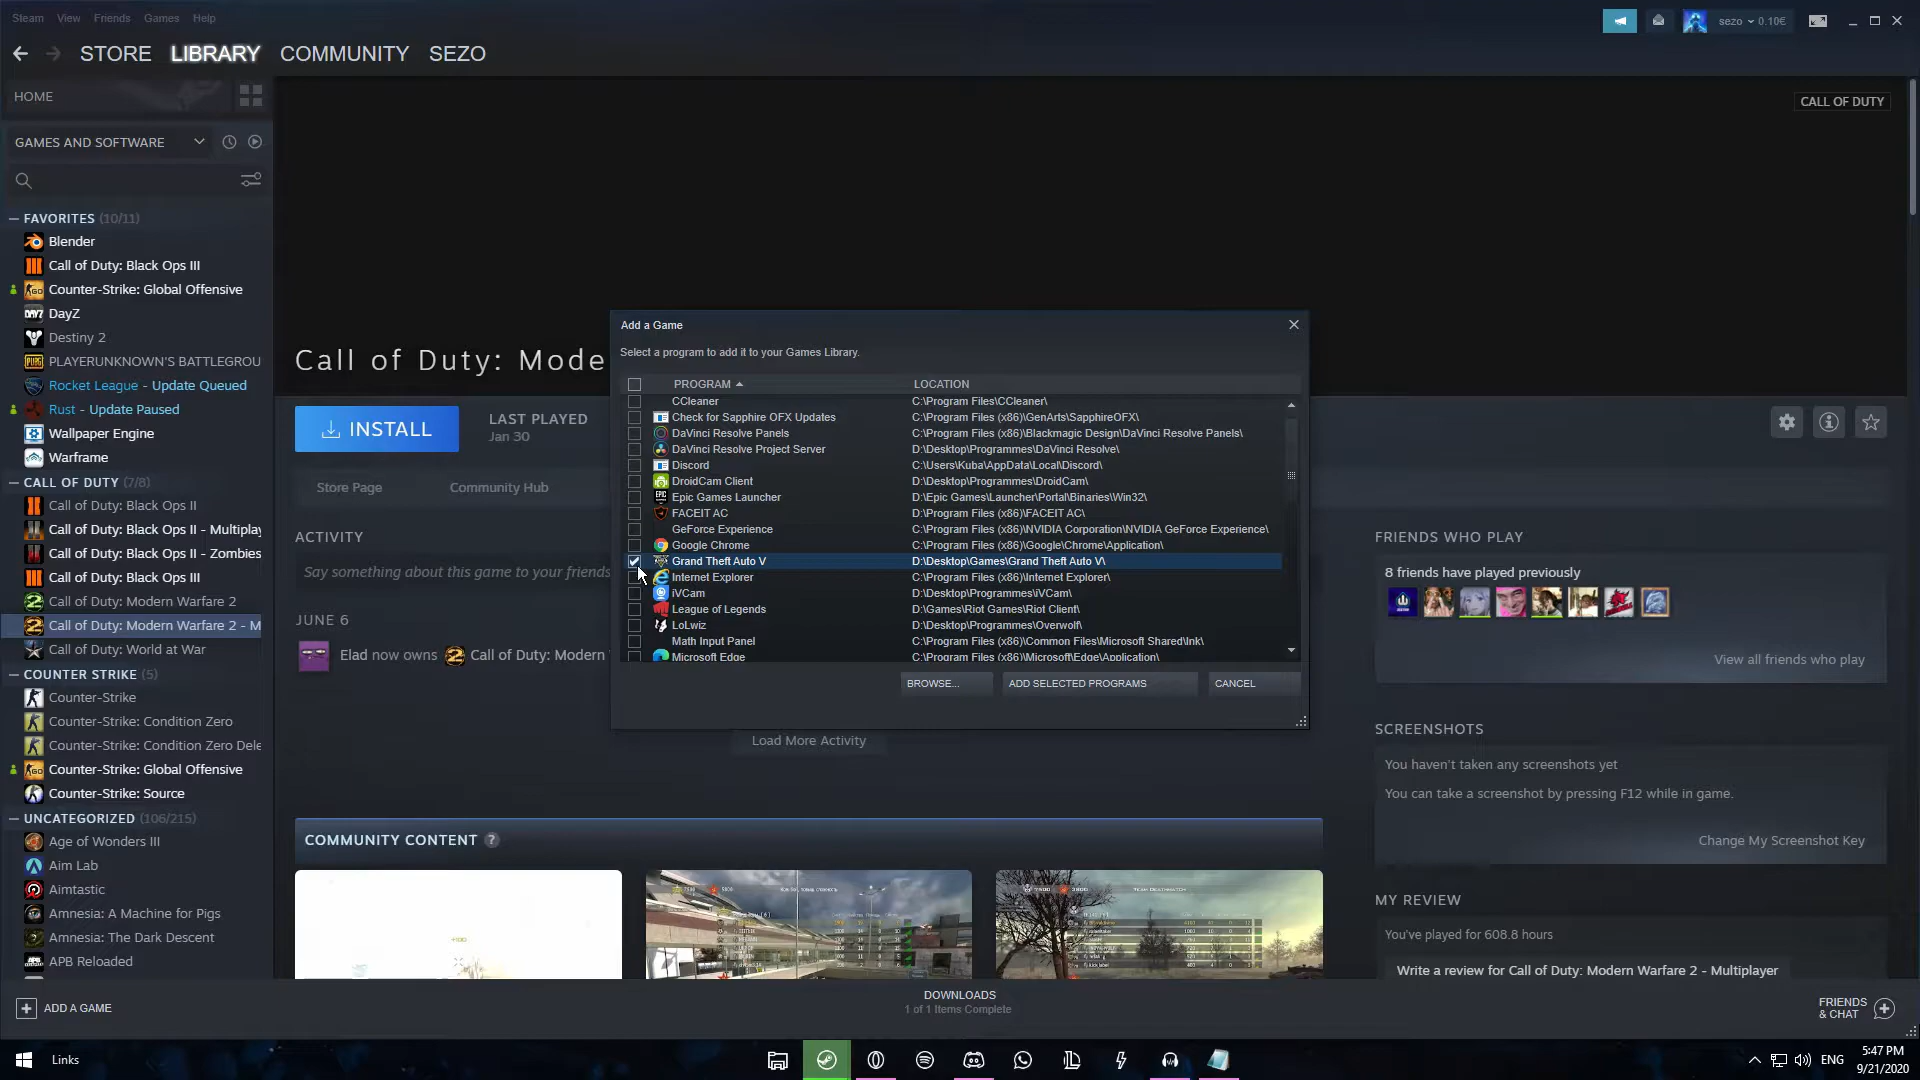 Steam View Friends Games Help
sezo 0.10€
STORE LIBRARY COMMUNITY SEZO
HOME
GAMES AND SOFTWARE
FAVORITES (10/11)
Blender
Call of Duty: Black Ops III
Counter-Strike: Global Offensive
DayZ
Destiny 2
PLAYERUNKNOWN'S BATTLEGROU
Rocket League - Update Queued
Rust - Update Paused
Wallpaper Engine
Warframe
CALL OF DUTY (7/8)
Call of Duty: Black Ops II
Call of Duty: Black Ops II - Multiplay
Call of Duty: Black Ops II - Zombies
Call of Duty: Black Ops III
Call of Duty: Modern Warfare 2
Call of Duty: Modern Warfare 2 - M
Call of Duty: World at War
COUNTER STRIKE (5)
Counter-Strike
Counter-Strike: Condition Zero
Counter-Strike: Condition Zero Dele
Counter-Strike: Global Offensive
Counter-Strike: Source
UNCATEGORIZED (106/215)
Age of Wonders III
Aim Lab
Aimtastic
Amnesia: A Machine for Pigs
Amnesia: The Dark Descent
APB Reloaded
CALL OF DUTY
Call of Duty: Mode
INSTALL
LAST PLAYED
Jan 30
Store Page Community Hub
ACTIVITY
Say something about this game to your friends
JUNE 6
Elad now owns Call of Duty: Modern
Load More Activity
COMMUNITY CONTENT ?
Add a Game
Select a program to add it to your Games Library.
PROGRAM LOCATION
CCleaner C:\Program Files\CCleaner\
Check for Sapphire OFX Updates C:\Program Files (x86)\GenArts\SapphireOFX\
DaVinci Resolve Panels C:\Program Files (x86)\Blackmagic Design\DaVinci Resolve Panels\
DaVinci Resolve Project Server D:\Desktop\Programmes\DaVinci Resolve\
Discord C:\Users\Kuba\AppData\Local\Discord\
DroidCam Client D:\Desktop\Programmes\DroidCam\
Epic Games Launcher D:\Epic Games\Launcher\Portal\Binaries\Win32\
FACEIT AC D:\Desktop\Programmes\FACEIT AC\
GeForce Experience C:\Program Files (x86)\NVIDIA Corporation\NVIDIA GeForce Experience\
Google Chrome C:\Program Files (x86)\Google\Chrome\Application\
Grand Theft Auto V D:\Desktop\Games\Grand Theft Auto V\
Internet Explorer C:\Program Files (x86)\Internet Explorer\
iVCam D:\Desktop\Programmes\iVCam\
League of Legends D:\Games\Riot Games\Riot Client\
LoLwiz D:\Desktop\Programmes\Overwolf\
Math Input Panel C:\Program Files (x86)\Common Files\Microsoft Shared\Ink\
Microsoft Edge C:\Program Files (x86)\Microsoft\Edge\Application\
BROWSE... ADD SELECTED PROGRAMS CANCEL
FRIENDS WHO PLAY
8 friends have played previously
View all friends who play
SCREENSHOTS
You haven't taken any screenshots yet
You can take a screenshot by pressing F12 while in game.
Change My Screenshot Key
MY REVIEW
You've played for 608.8 hours
Write a review for Call of Duty: Modern Warfare 2 - Multiplayer
ADD A GAME
DOWNLOADS
1 of 1 Items Complete
FRIENDS
& CHAT
Links
ENG
5:47 PM
9/21/2020